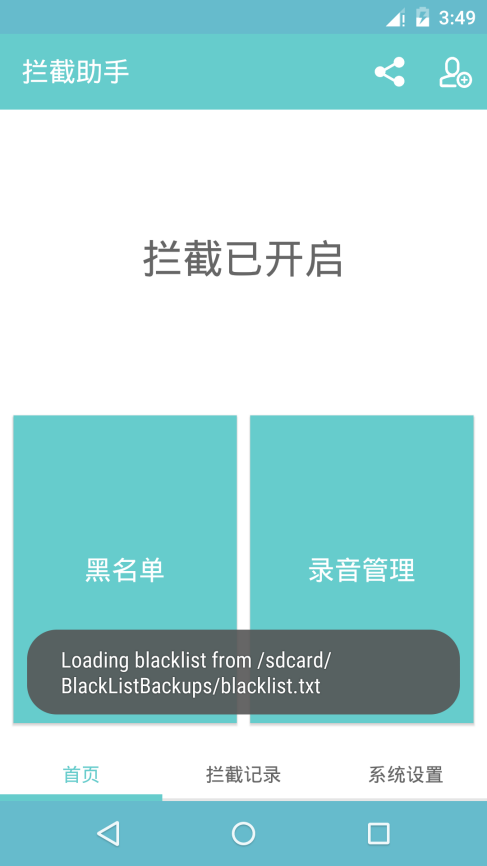 3:49
拦截助手
拦截已开启
黑名单
录音管理
Loading blacklist from /sdcard/
BlackListBackups/blacklist.txt
首页
拦截记录
系统设置